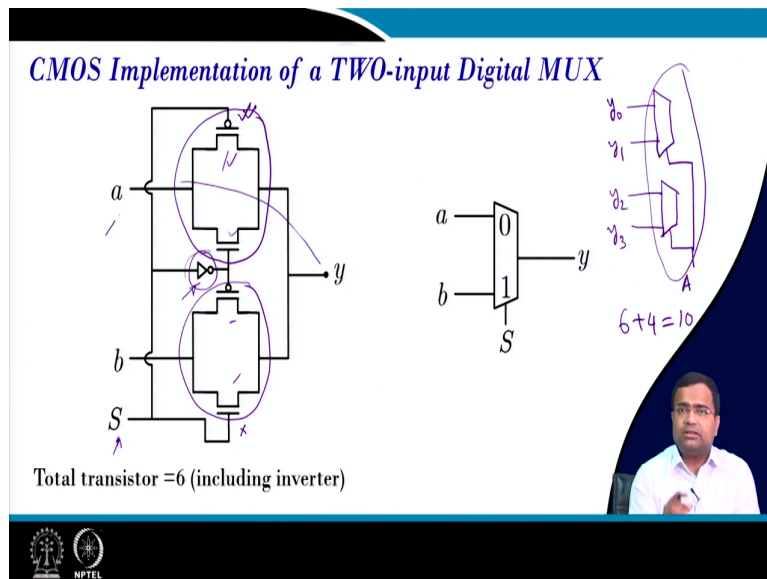 CMOS Implementation of a TWO-input Digital MUX
a
b
S
y
a
b
0
1
S
y
y0
y1
y2
y3
A
6+4=10
Total transistor =6 (including inverter)
NPTEL